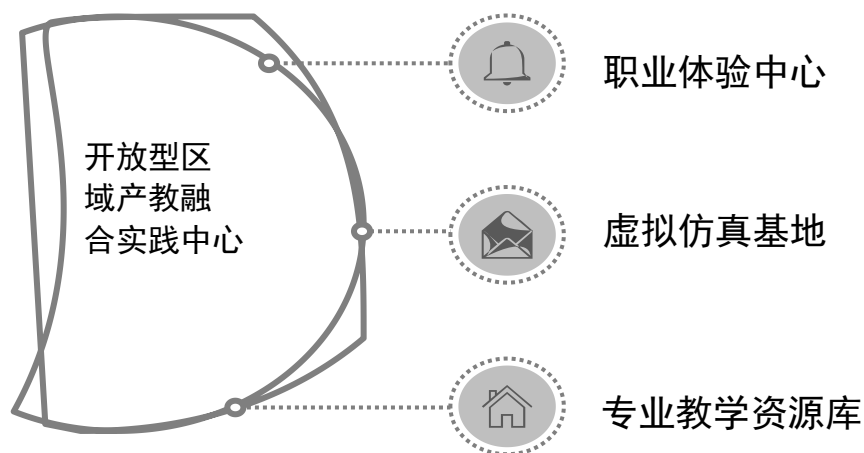 开放型区
域产教融
合实践中心
职业体验中心
虚拟仿真基地
专业教学资源库